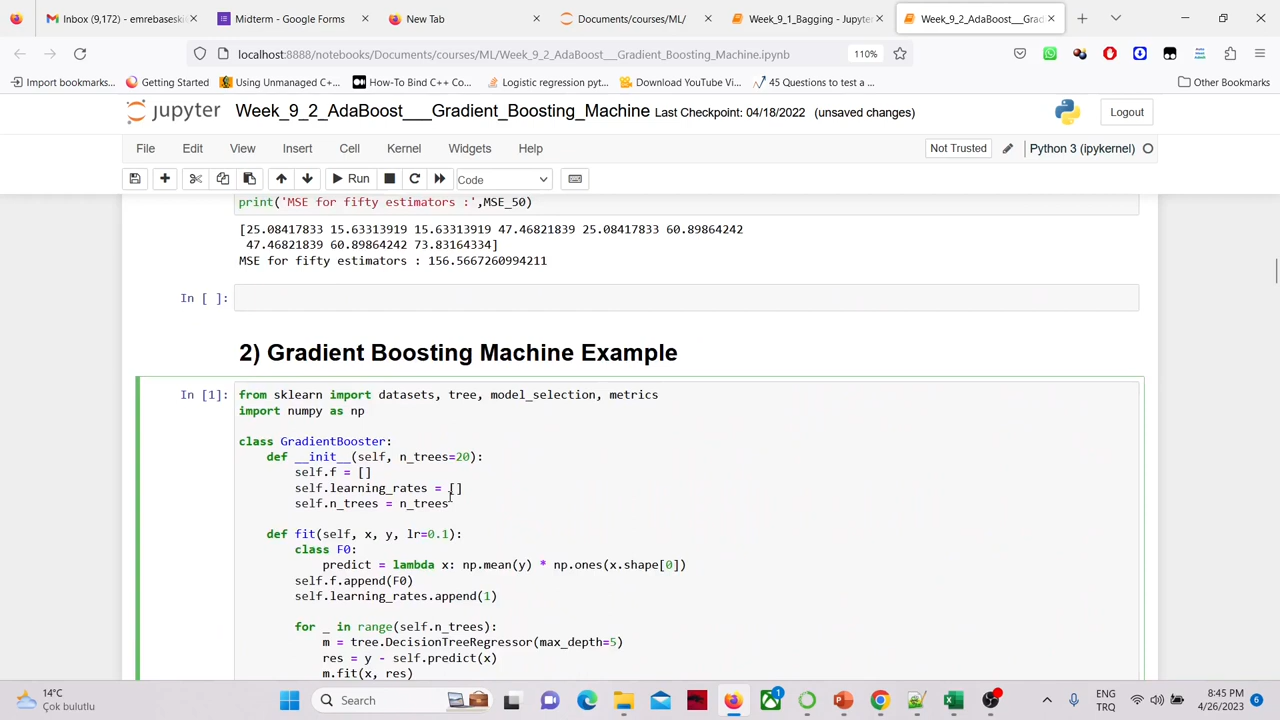 Inbox (9,172) - emrebaseski
Midterm - Google Forms
New Tab
Documents/courses/ML/
Week_9_1_Bagging - Jupyter
Week_9_2_AdaBoost___Grad
localhost:8888/notebooks/Documents/courses/ML/Week_9_2_AdaBoost___Gradient_Boosting_Machine.ipynb
110%
Import bookmarks...
Getting Started
Using Unmanaged C++...
How-To Bind C++ Co...
Logistic regression pyt...
Download YouTube Vi...
45 Questions to test a ...
Other Bookmarks
jupyter
Week_9_2_AdaBoost___Gradient_Boosting_Machine
Last Checkpoint: 04/18/2022
(unsaved changes)
Logout
File
Edit
View
Insert
Cell
Kernel
Widgets
Help
Not Trusted
Python 3 (ipykernel)
Run
Code
print('MSE for fifty estimators :',MSE_50)
[25.08417833 15.63313919 15.63313919 47.46821839 25.08417833 60.89864242
47.46821839 60.89864242 73.83164334]
MSE for fifty estimators : 156.5667260994211
In [ ]:
2) Gradient Boosting Machine Example
In [1]:
from sklearn import datasets, tree, model_selection, metrics
import numpy as np
class GradientBooster:
def __init__(self, n_trees=20):
self.f = []
self.learning_rates = []
self.n_trees = n_trees
def fit(self, x, y, lr=0.1):
class F0:
predict = lambda x: np.mean(y) * np.ones(x.shape[0])
self.f.append(F0)
self.learning_rates.append(1)
for _ in range(self.n_trees):
m = tree.DecisionTreeRegressor(max_depth=5)
res = y - self.predict(x)
m.fit(x, res)
14°C
Çok bulutlu
Search
1
ENG
TRQ
8:45 PM
4/26/2023
6